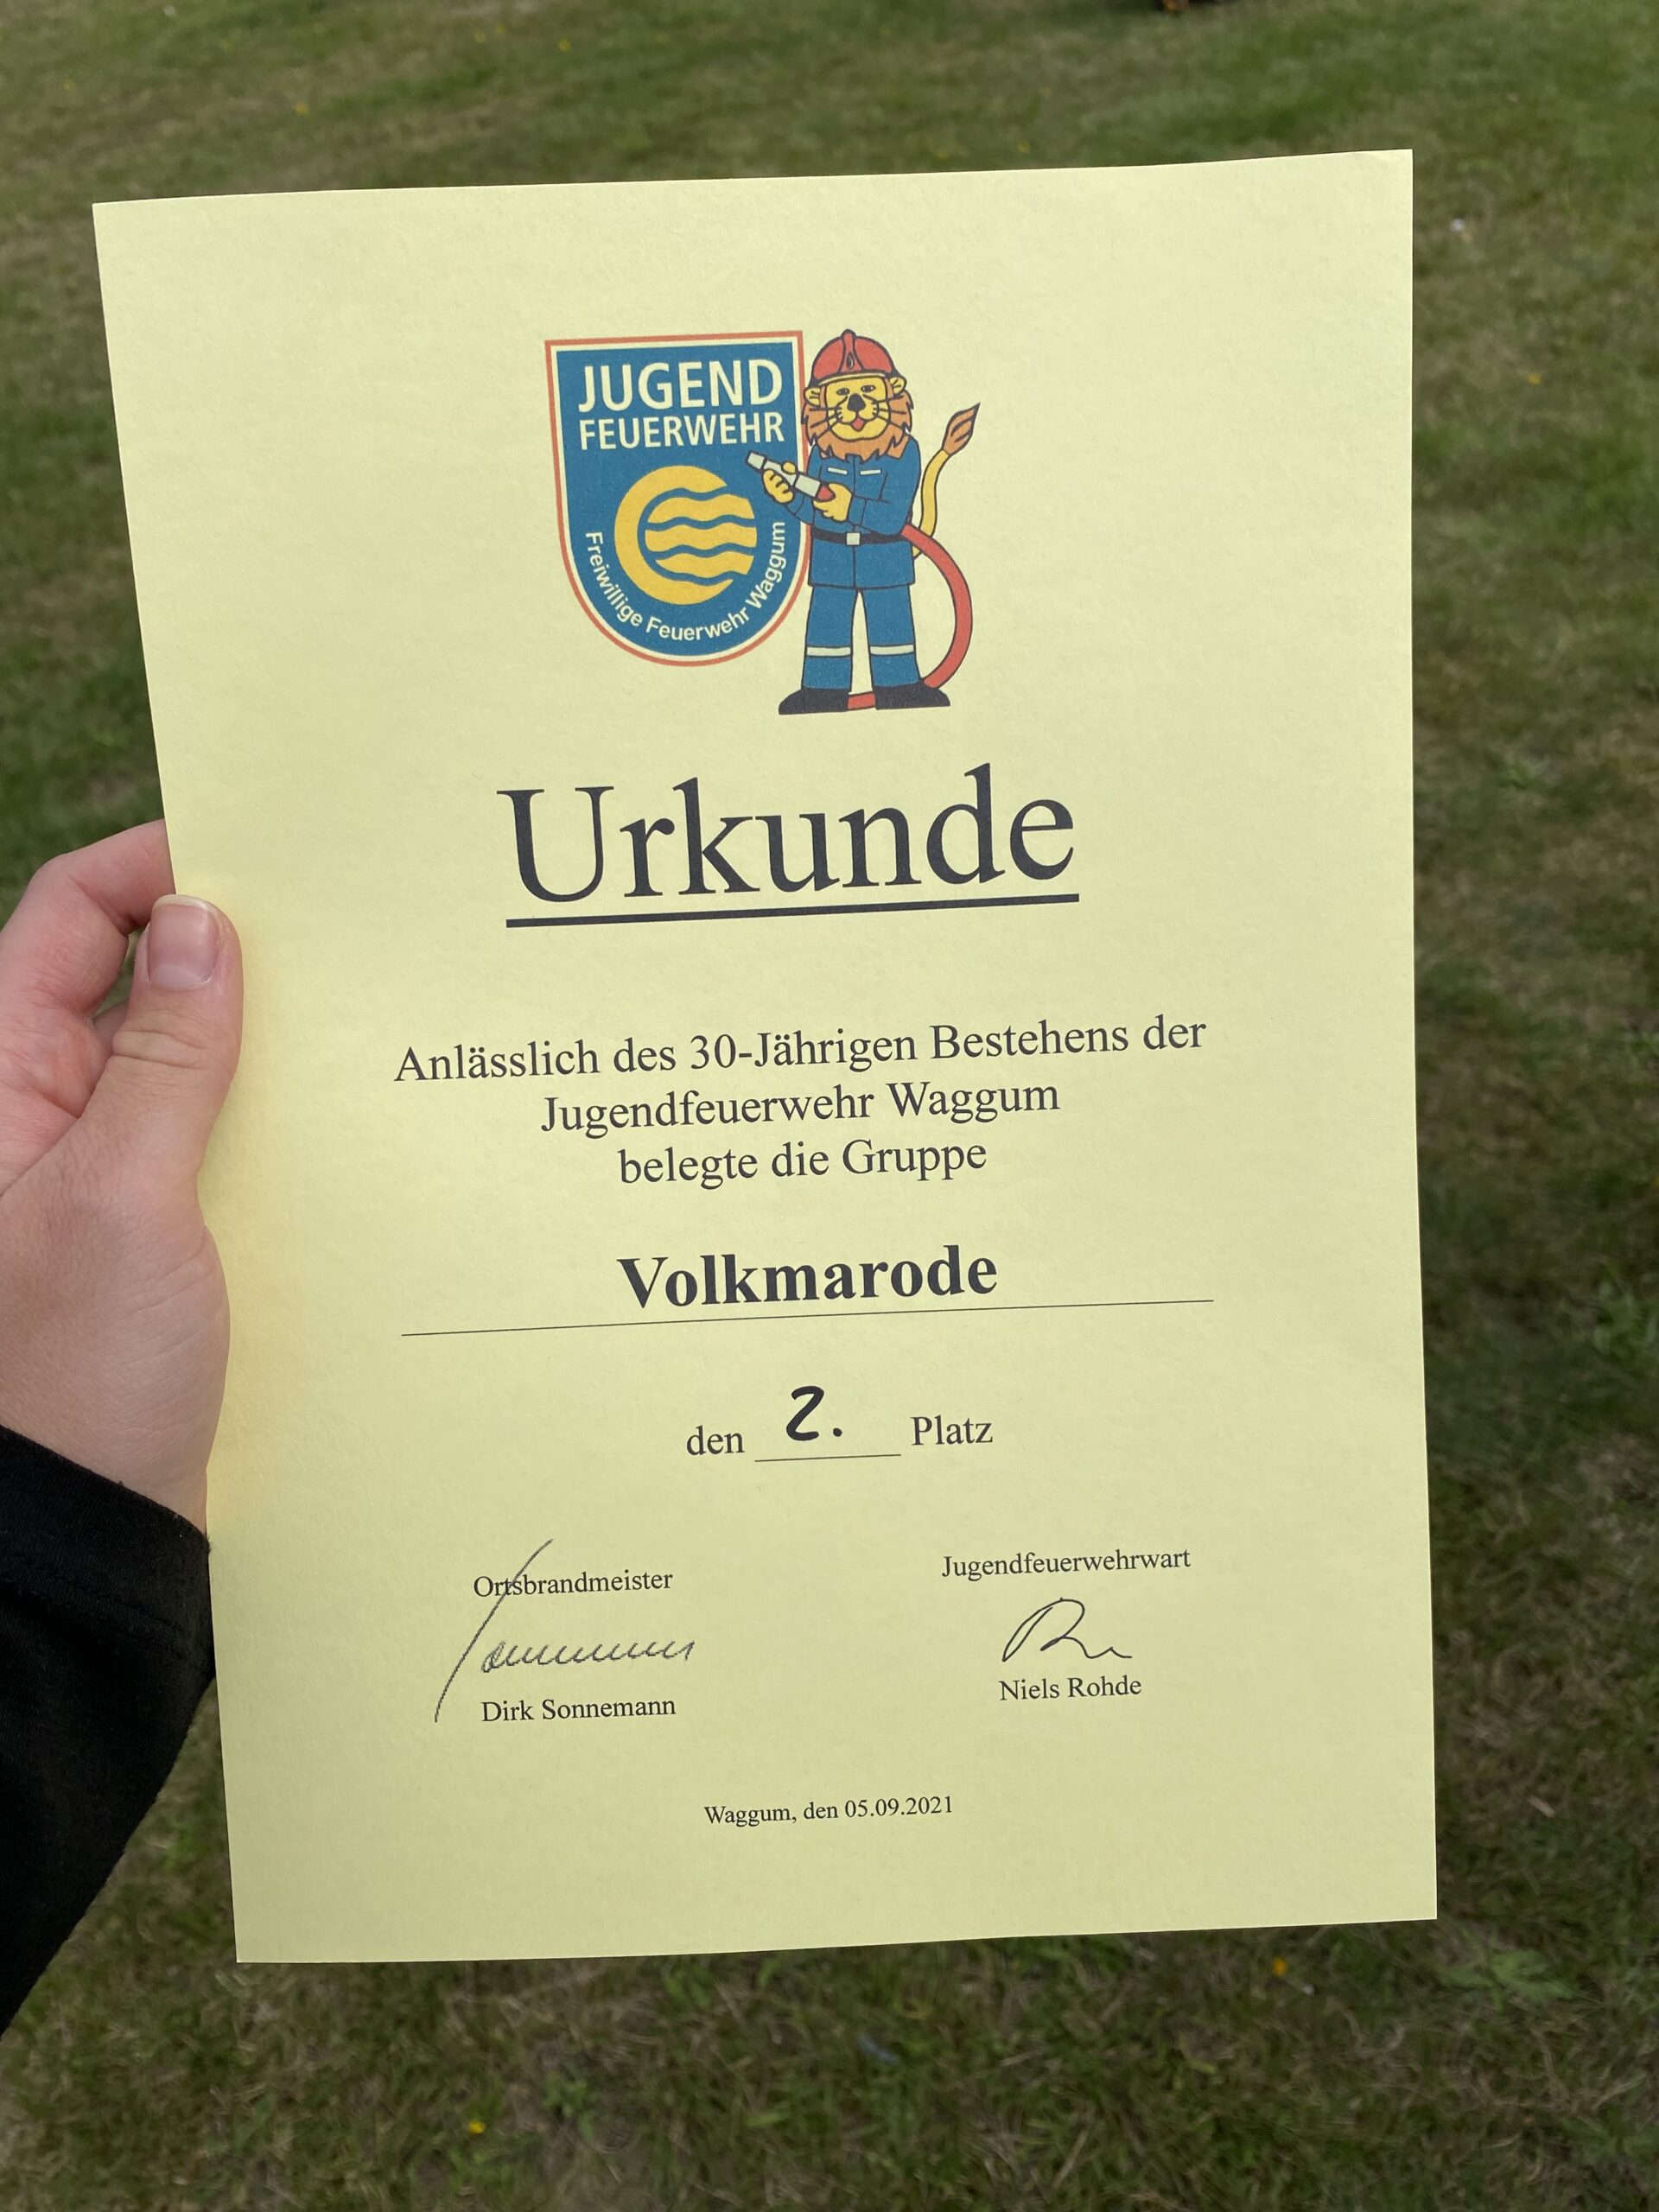 JUGEND
FEUERWEHR
Freiwillige Feuerwehr Waggum
Urkunde
Anlässlich des 30-Jährigen Bestehens der
Jugendfeuerwehr Waggum
belegte die Gruppe
Volkmarode
den 2. Platz
Ortsbrandmeister
Dirk Sonnemann
Jugendfeuerwehrwart
Niels Rohde
Waggum, den 05.09.2021